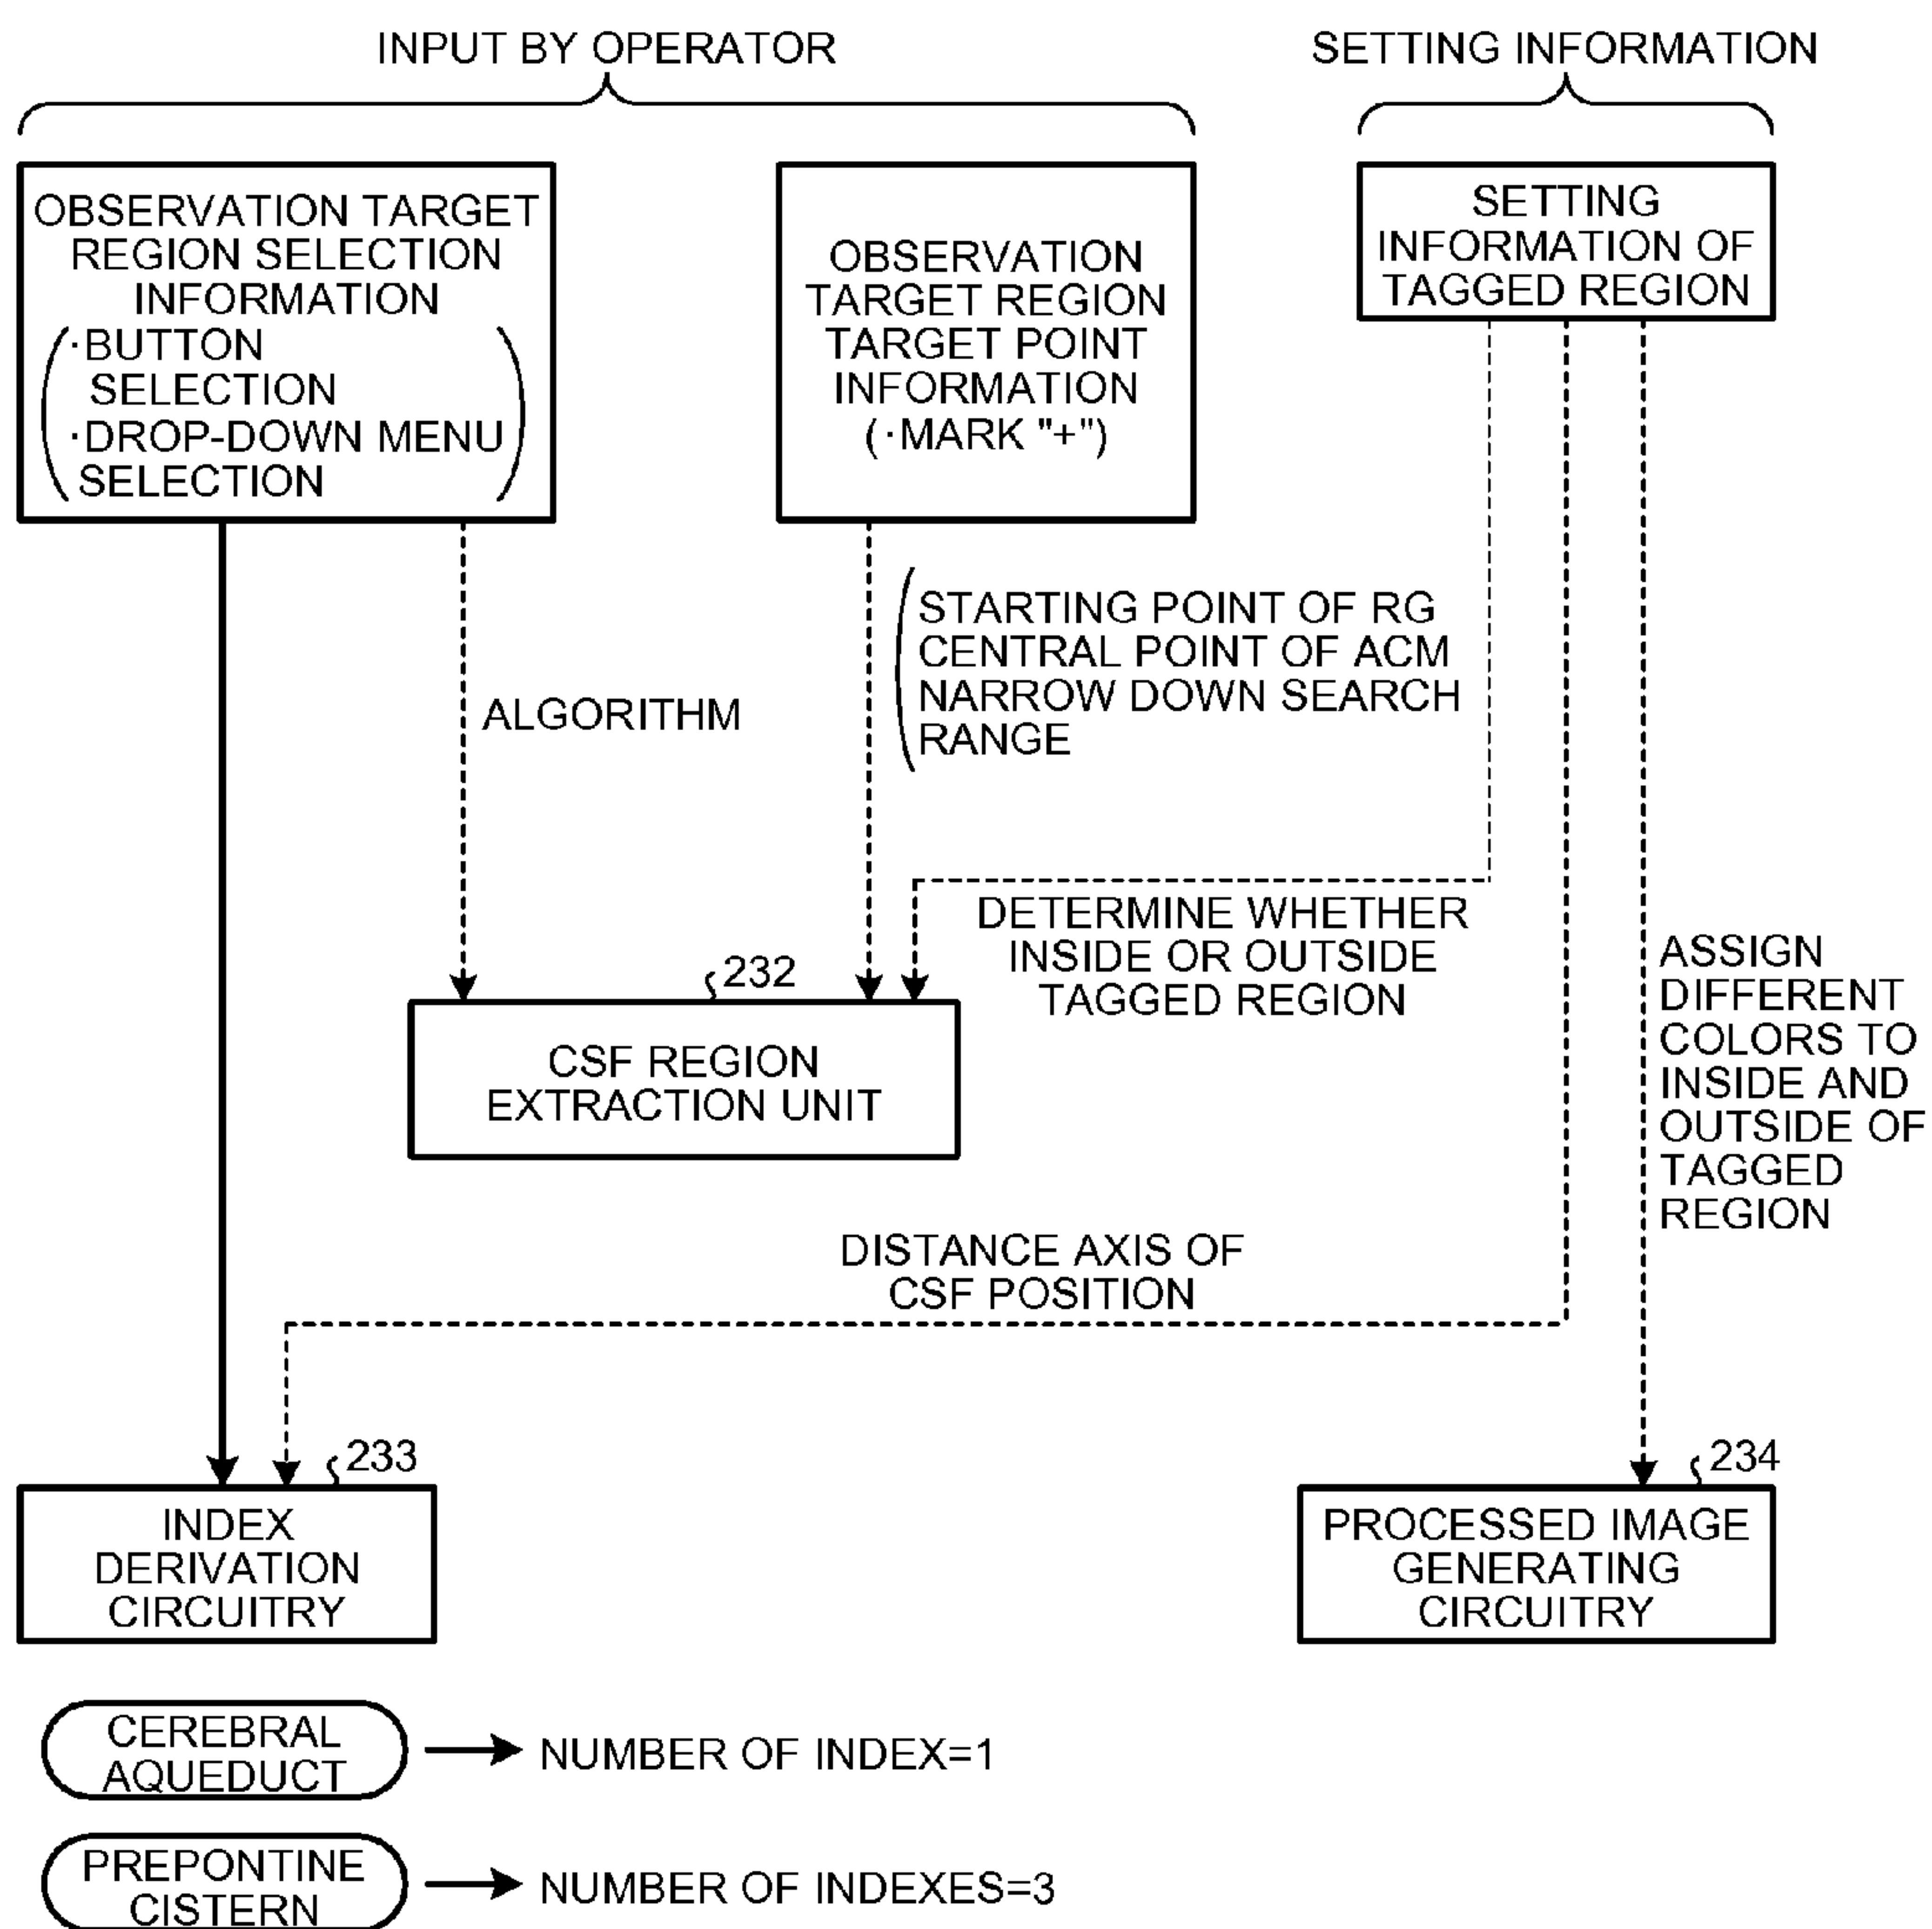 INPUT BY OPERATOR
SETTING INFORMATION
OBSERVATION TARGET
REGION SELECTION
INFORMATION
·BUTTON
SELECTION
·DROP-DOWN MENU
SELECTION
OBSERVATION
TARGET REGION
TARGET POINT
INFORMATION
(·MARK "+")
SETTING
INFORMATION OF
TAGGED REGION
ALGORITHM
STARTING POINT OF RG
CENTRAL POINT OF ACM
NARROW DOWN SEARCH
RANGE
DETERMINE WHETHER
INSIDE OR OUTSIDE
TAGGED REGION
ASSIGN
DIFFERENT
COLORS TO
INSIDE AND
OUTSIDE OF
TAGGED
REGION
232
CSF REGION
EXTRACTION UNIT
DISTANCE AXIS OF
CSF POSITION
233
INDEX
DERIVATION
CIRCUITRY
234
PROCESSED IMAGE
GENERATING
CIRCUITRY
CEREBRAL
AQUEDUCT
NUMBER OF INDEX=1
PREPONTINE
CISTERN
NUMBER OF INDEXES=3